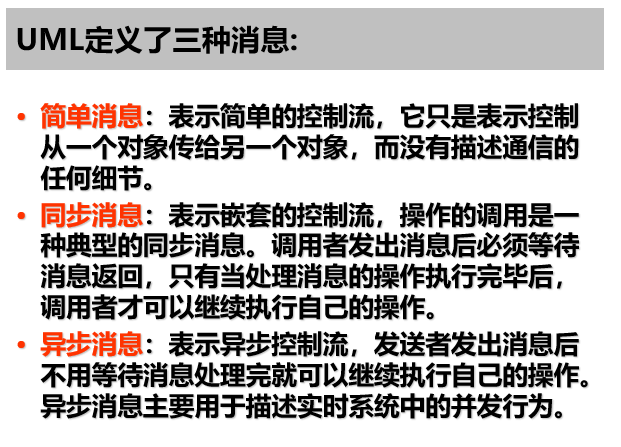 UML定义了三种消息:
• 简单消息：表示简单的控制流，它只是表示控制
从一个对象传给另一个对象，而没有描述通信的
任何细节。
• 同步消息：表示嵌套的控制流，操作的调用是一
种典型的同步消息。调用者发出消息后必须等待
消息返回，只有当处理消息的操作执行完毕后，
调用者才可以继续执行自己的操作。
• 异步消息：表示异步控制流，发送者发出消息后
不用等待消息处理完就可以继续执行自己的操作。
异步消息主要用于描述实时系统中的并发行为。